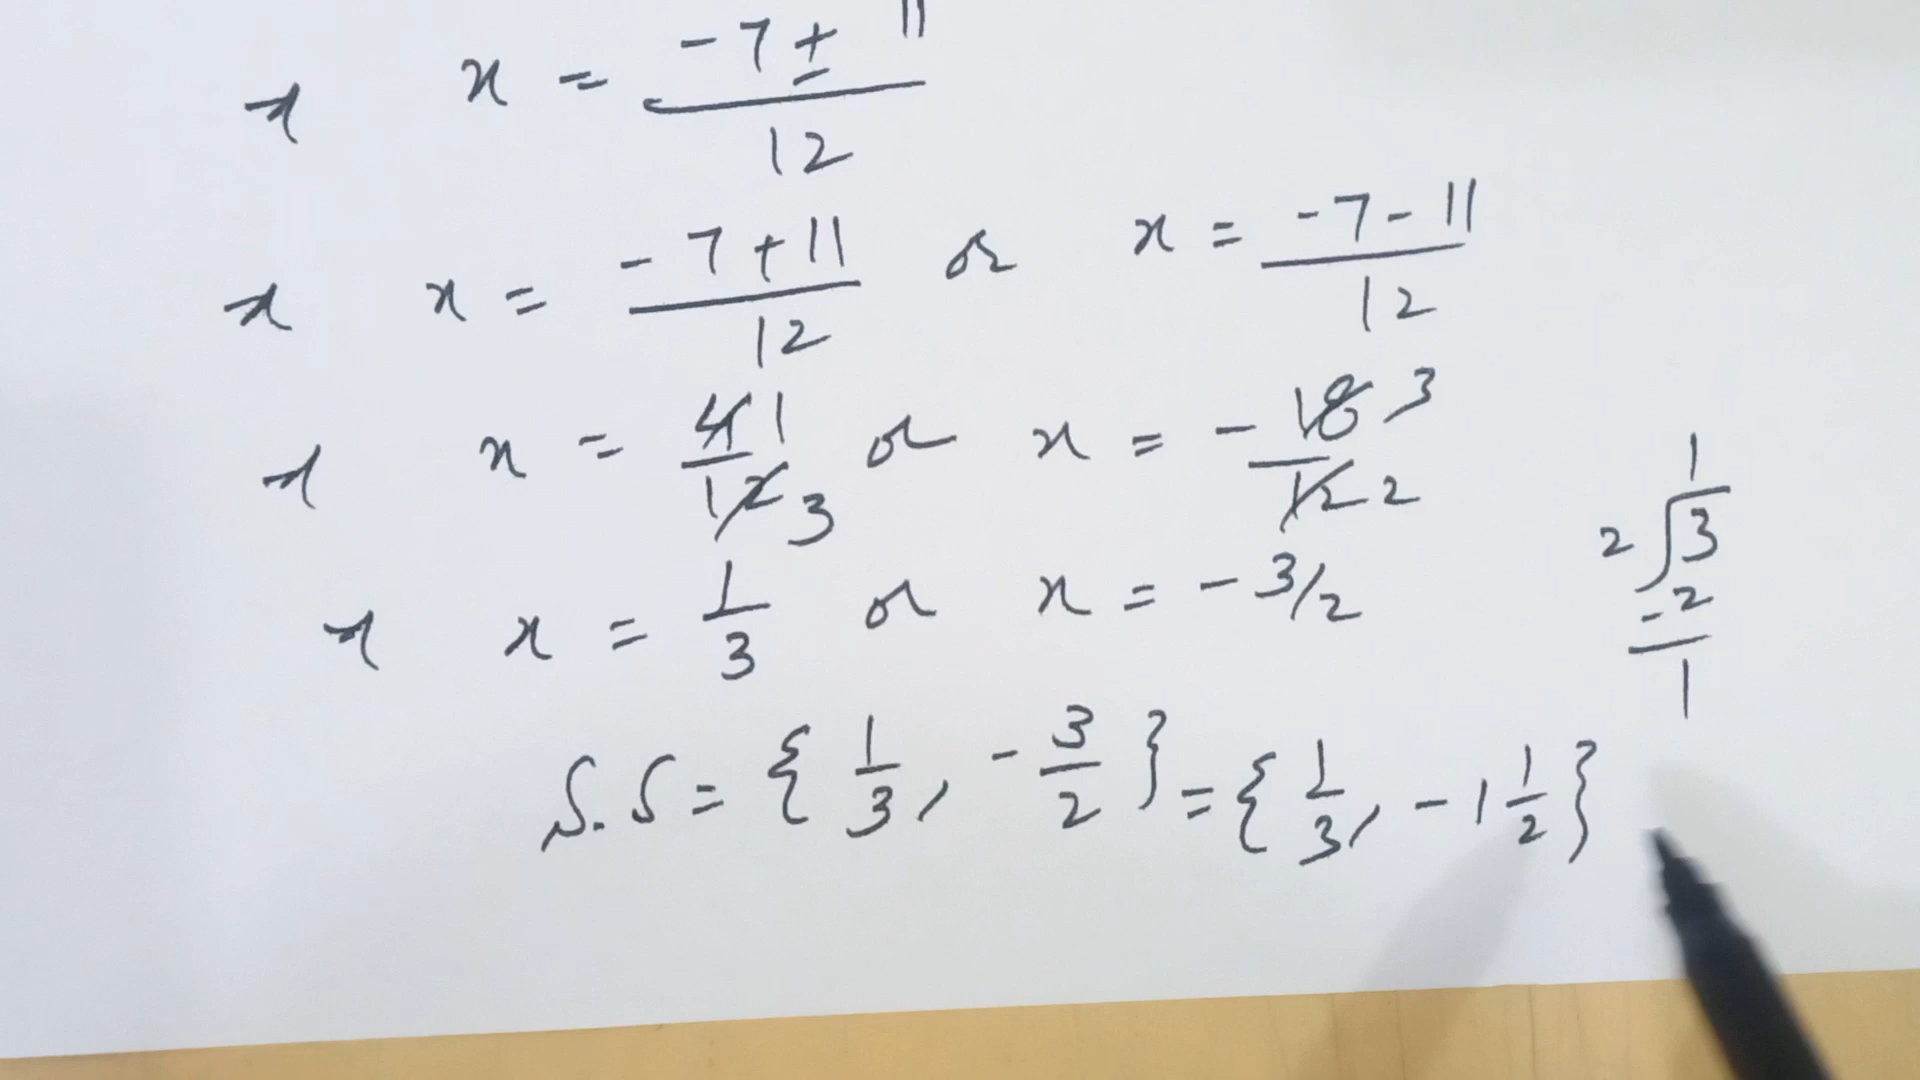 ⇒ x = -7 ± 11 / 12
⇒ x = -7 + 11 / 12 or x = -7 - 11 / 12
⇒ x = 4 1 / 12 3 or x = - 18 3 / 12 2
⇒ x = 1/3 or x = - 3/2
S.S = { 1/3, - 3/2 } = { 1/3, - 1 1/2 }
1
2 √3
-2
1